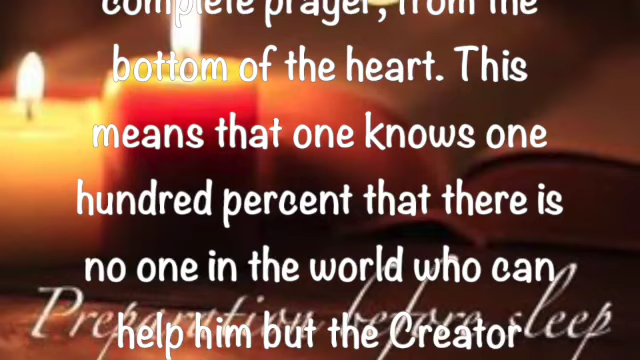 complete prayer, from the
bottom of the heart. This
means that one knows one
hundred percent that there is
no one in the world who can
Preparation before sleep
help him but the Creator